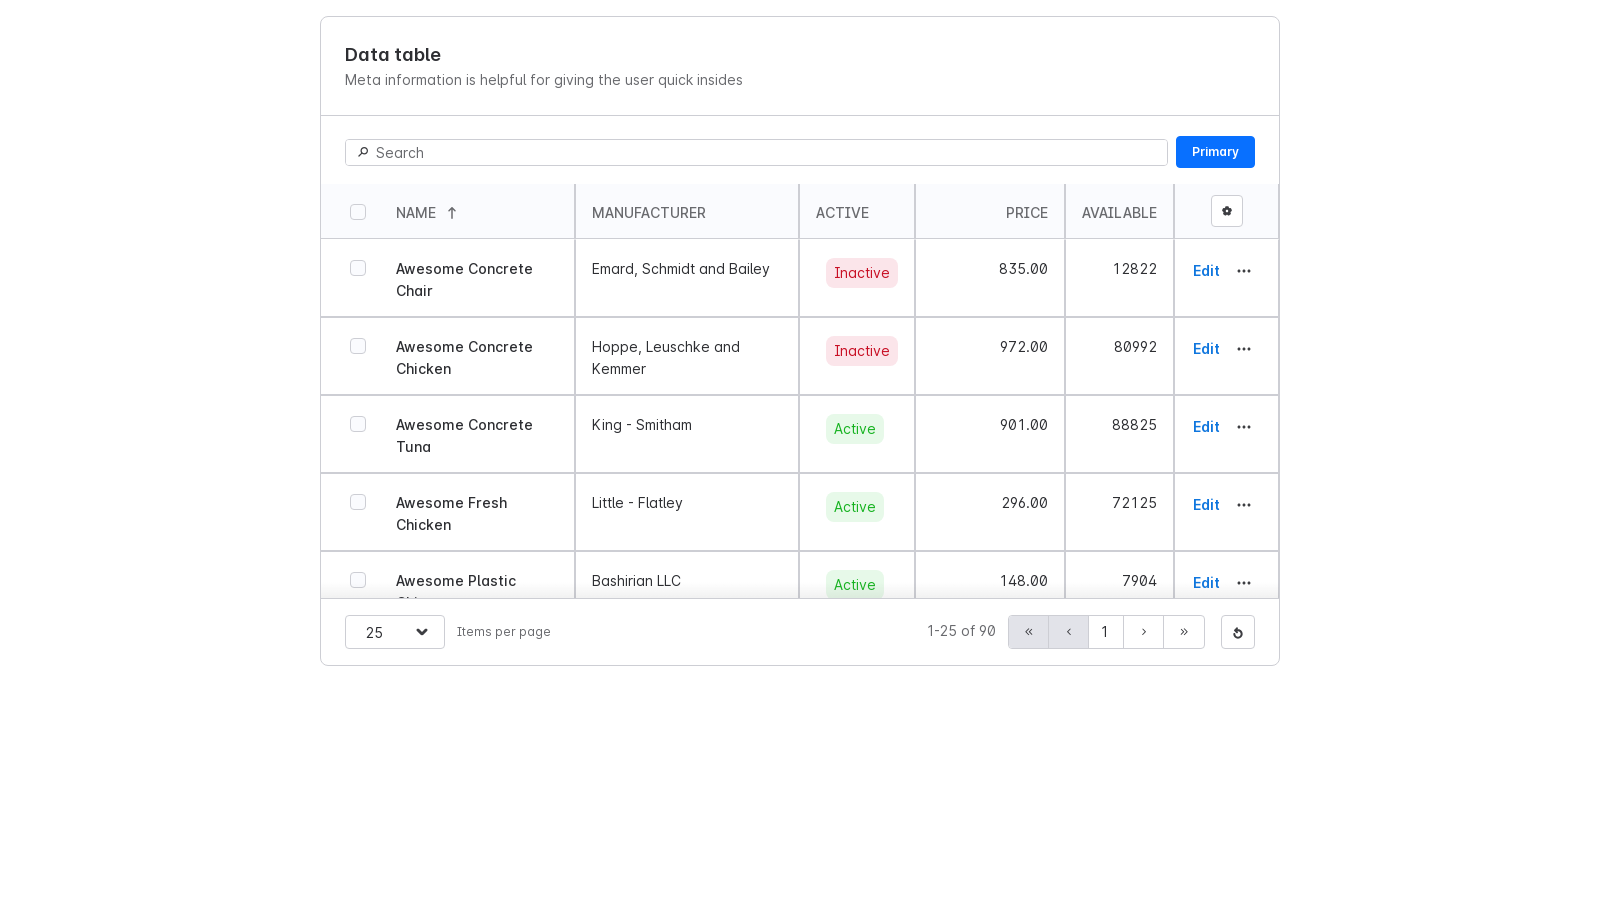 Data table
Meta information is helpful for giving the user quick insides
Search
Primary
NAME MANUFACTURER ACTIVE PRICE AVAILABLE
Awesome Concrete Chair Emard, Schmidt and Bailey Inactive 835.00 12822 Edit
Awesome Concrete Chicken Hoppe, Leuschke and Kemmer Inactive 972.00 80992 Edit
Awesome Concrete Tuna King - Smitham Active 901.00 88825 Edit
Awesome Fresh Chicken Little - Flatley Active 296.00 72125 Edit
Awesome Plastic Bashirian LLC Active 148.00 7904 Edit
25 Items per page 1-25 of 90 « ‹ 1 › »